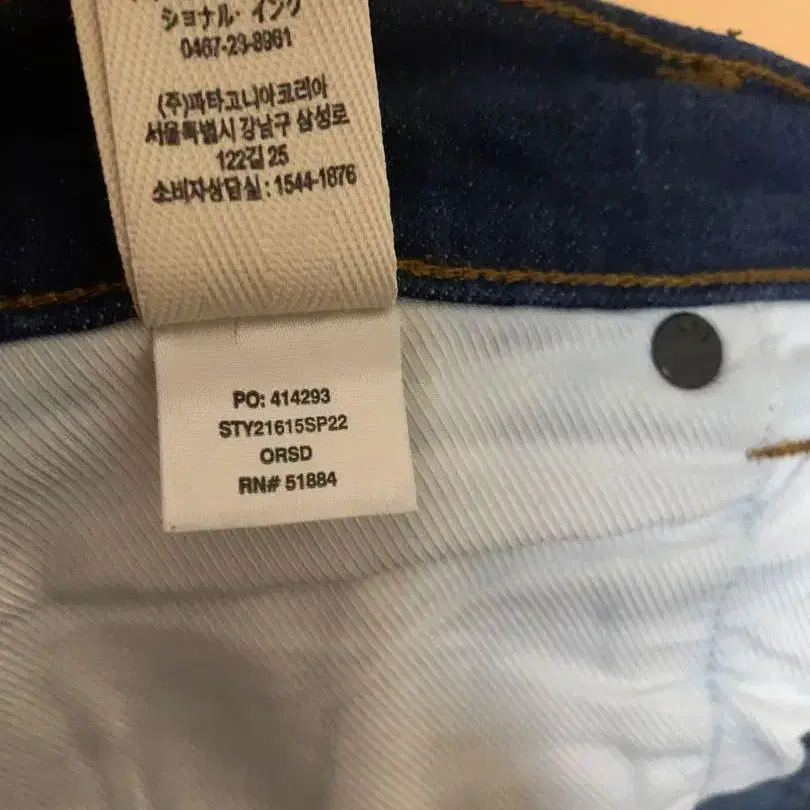 ショナル・インク
0467-23-8961
(주)파타고니아코리아
서울특별시 강남구 삼성로
122길 25
소비자상담실: 1544-1876
PO: 414293
STY21615SP22
ORSD
RN# 51884